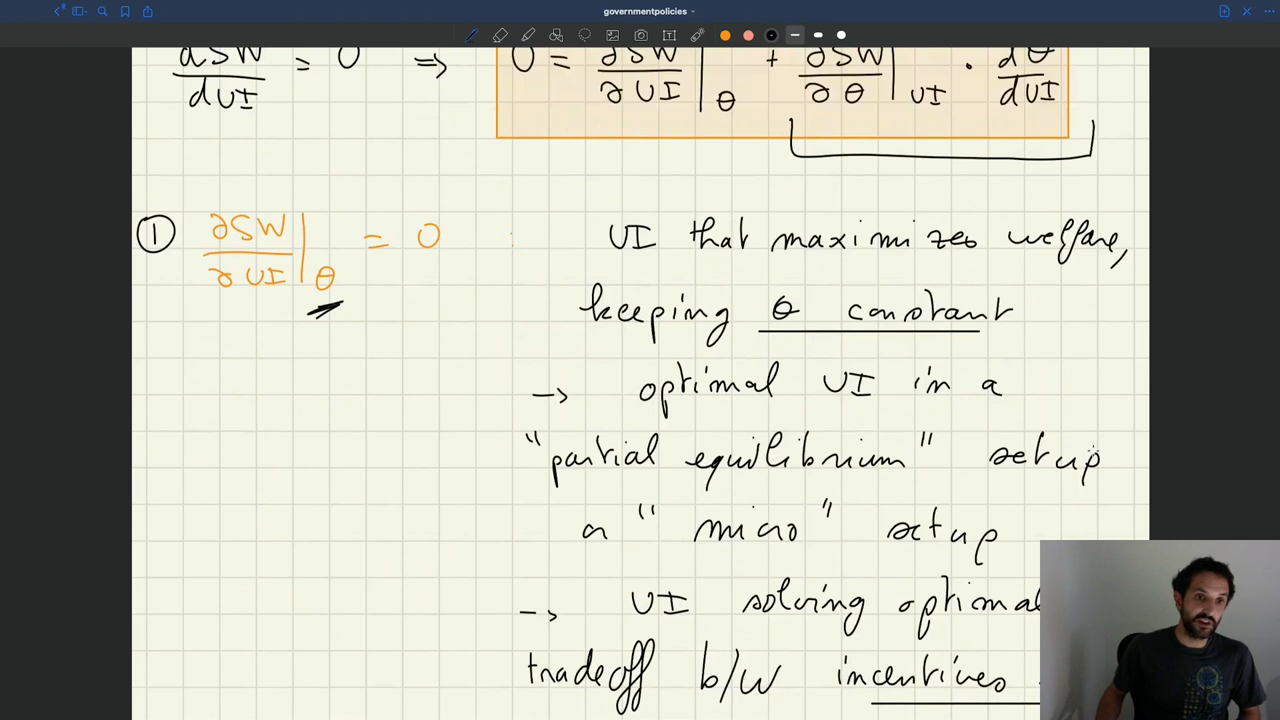 governmentpolicies
dSW/dUI = 0 ⇒ 0 = ∂SW/∂UI |θ + ∂SW/∂θ |UI · dθ/dUI
① ∂SW/∂UI |θ = 0 : UI that maximizes welfare,
keeping θ constant
→ optimal UI in a
"partial equilibrium" setup
a "micro" setup
→ UI solving optimal
tradeoff b/w incentives